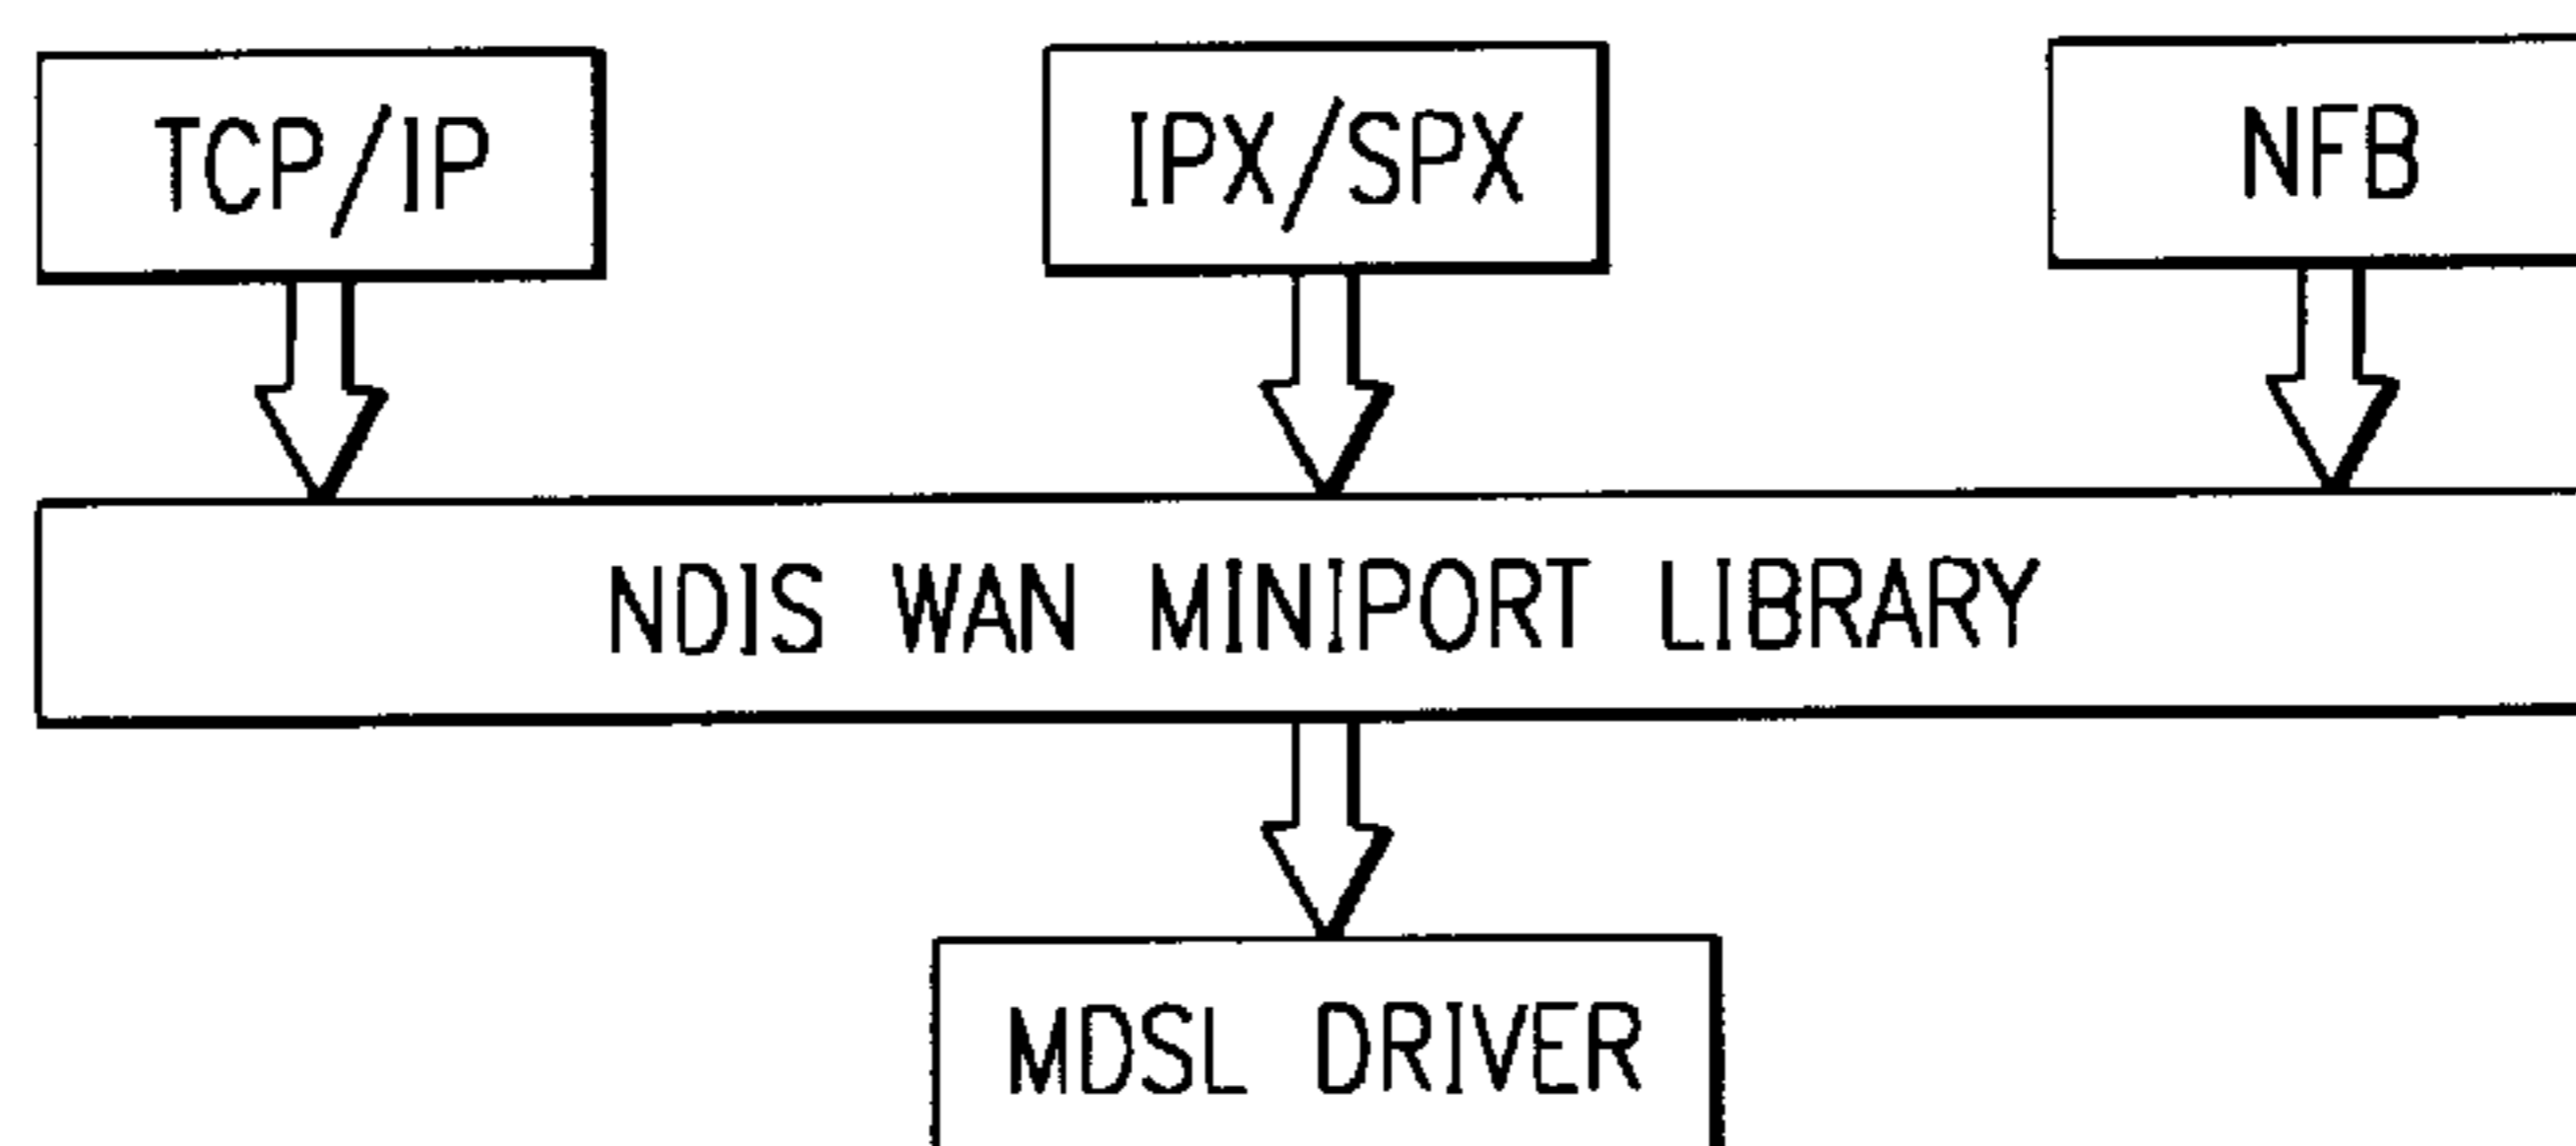 TCP/IP
IPX/SPX
NFB
NDIS WAN MINIPORT LIBRARY
MDSL DRIVER